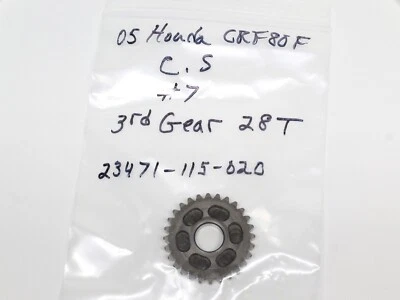 05 Honda CRF80F
C.S
3rd Gear 28T
23471-115-020